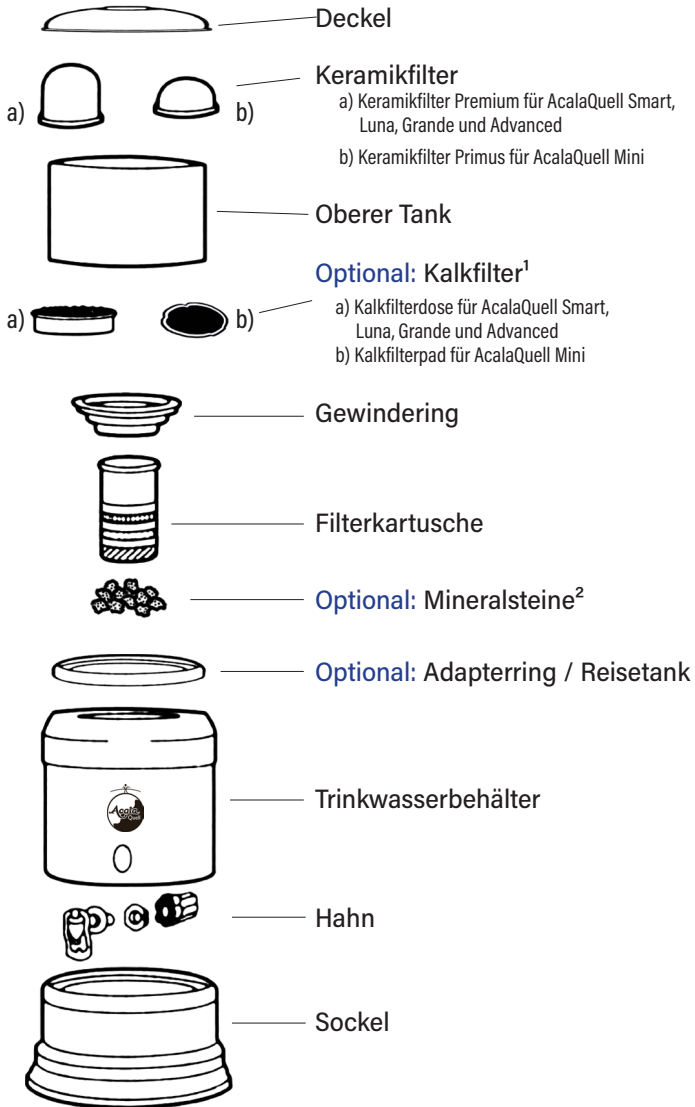 Deckel
Keramikfilter
a)
b)
a) Keramikfilter Premium für AcalaQuell Smart,
Luna, Grande und Advanced
b) Keramikfilter Primus für AcalaQuell Mini
Oberer Tank
Optional: Kalkfilter¹
a)
b)
a) Kalkfilterdose für AcalaQuell Smart,
Luna, Grande und Advanced
b) Kalkfilterpad für AcalaQuell Mini
Gewindering
Filterkartusche
Optional: Mineralsteine²
Optional: Adapterring / Reisetank
Trinkwasserbehälter
Acala
Quell
Hahn
Sockel